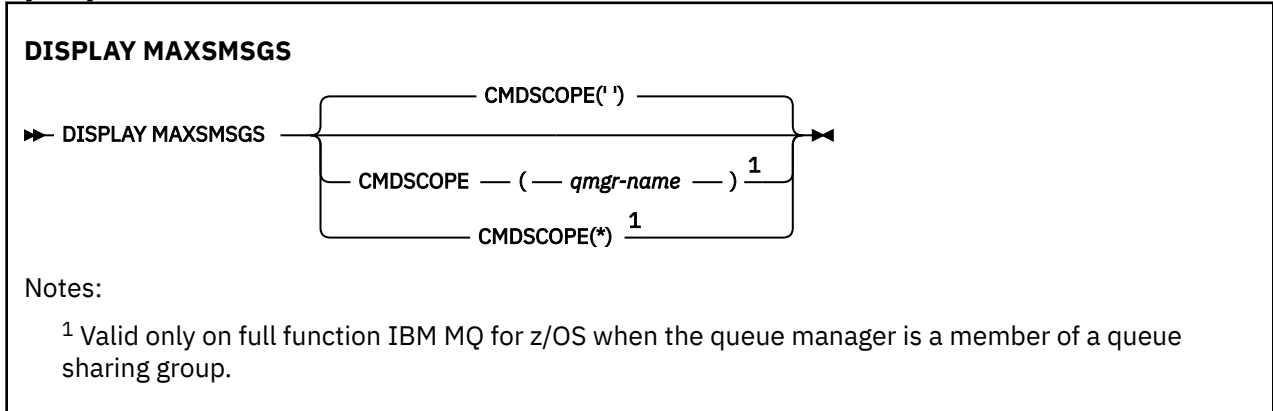 DISPLAY MAXSMSGS
CMDSCOPE(' ')
DISPLAY MAXSMSGS
CMDSCOPE ( qmgr-name ) 1
CMDSCOPE(*) 1
Notes:
1 Valid only on full function IBM MQ for z/OS when the queue manager is a member of a queue
sharing group.